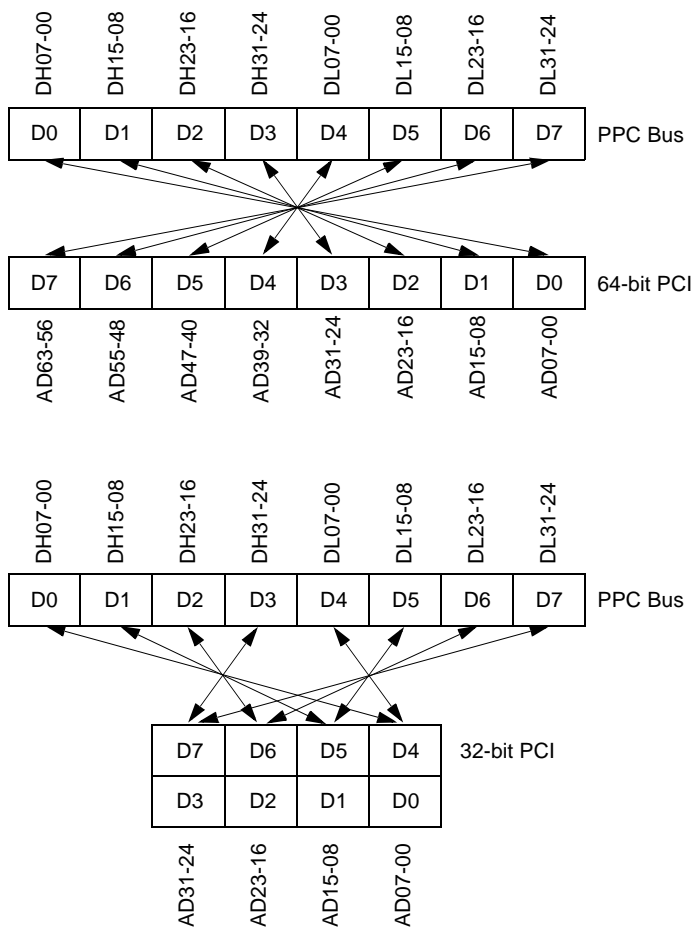 DH07-00 DH15-08 DH23-16 DH31-24 DL07-00 DL15-08 DL23-16 DL31-24
D0 D1 D2 D3 D4 D5 D6 D7 PPC Bus
D7 D6 D5 D4 D3 D2 D1 D0 64-bit PCI
AD63-56 AD55-48 AD47-40 AD39-32 AD31-24 AD23-16 AD15-08 AD07-00
DH07-00 DH15-08 DH23-16 DH31-24 DL07-00 DL15-08 DL23-16 DL31-24
D0 D1 D2 D3 D4 D5 D6 D7 PPC Bus
D7 D6 D5 D4 32-bit PCI
D3 D2 D1 D0
AD31-24 AD23-16 AD15-08 AD07-00